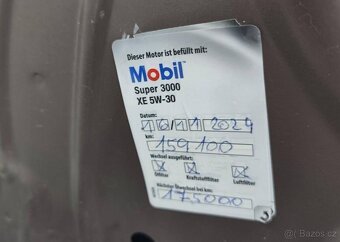 Dieser Motor ist befüllt mit:
Mobil
Super 3000
XE 5W-30
Datum:
16/11 2024
km:
159100
Wechsel ausgeführt:
Ölfilter Kraftstofffilter Luftfilter
Nächster Ölwechsel bei km:
175000
Bazos.cz